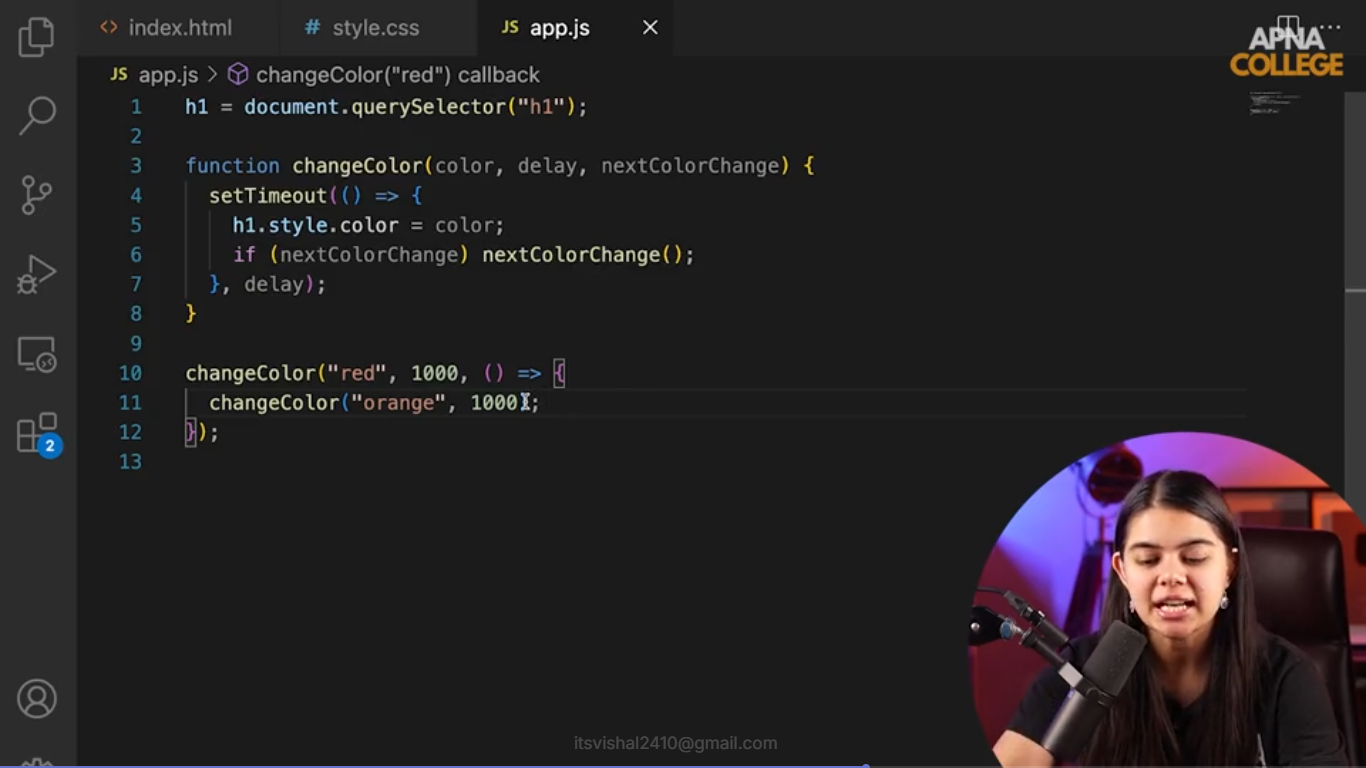 index.html
# style.css
JS app.js
APNA
COLLEGE
JS app.js > changeColor("red") callback
1 h1 = document.querySelector("h1");
2
3 function changeColor(color, delay, nextColorChange) {
4 setTimeout(() => {
5 h1.style.color = color;
6 if (nextColorChange) nextColorChange();
7 }, delay);
8 }
9
10 changeColor("red", 1000, () => {
11 changeColor("orange", 1000);
12 });
13
2
itsvishal2410@gmail.com